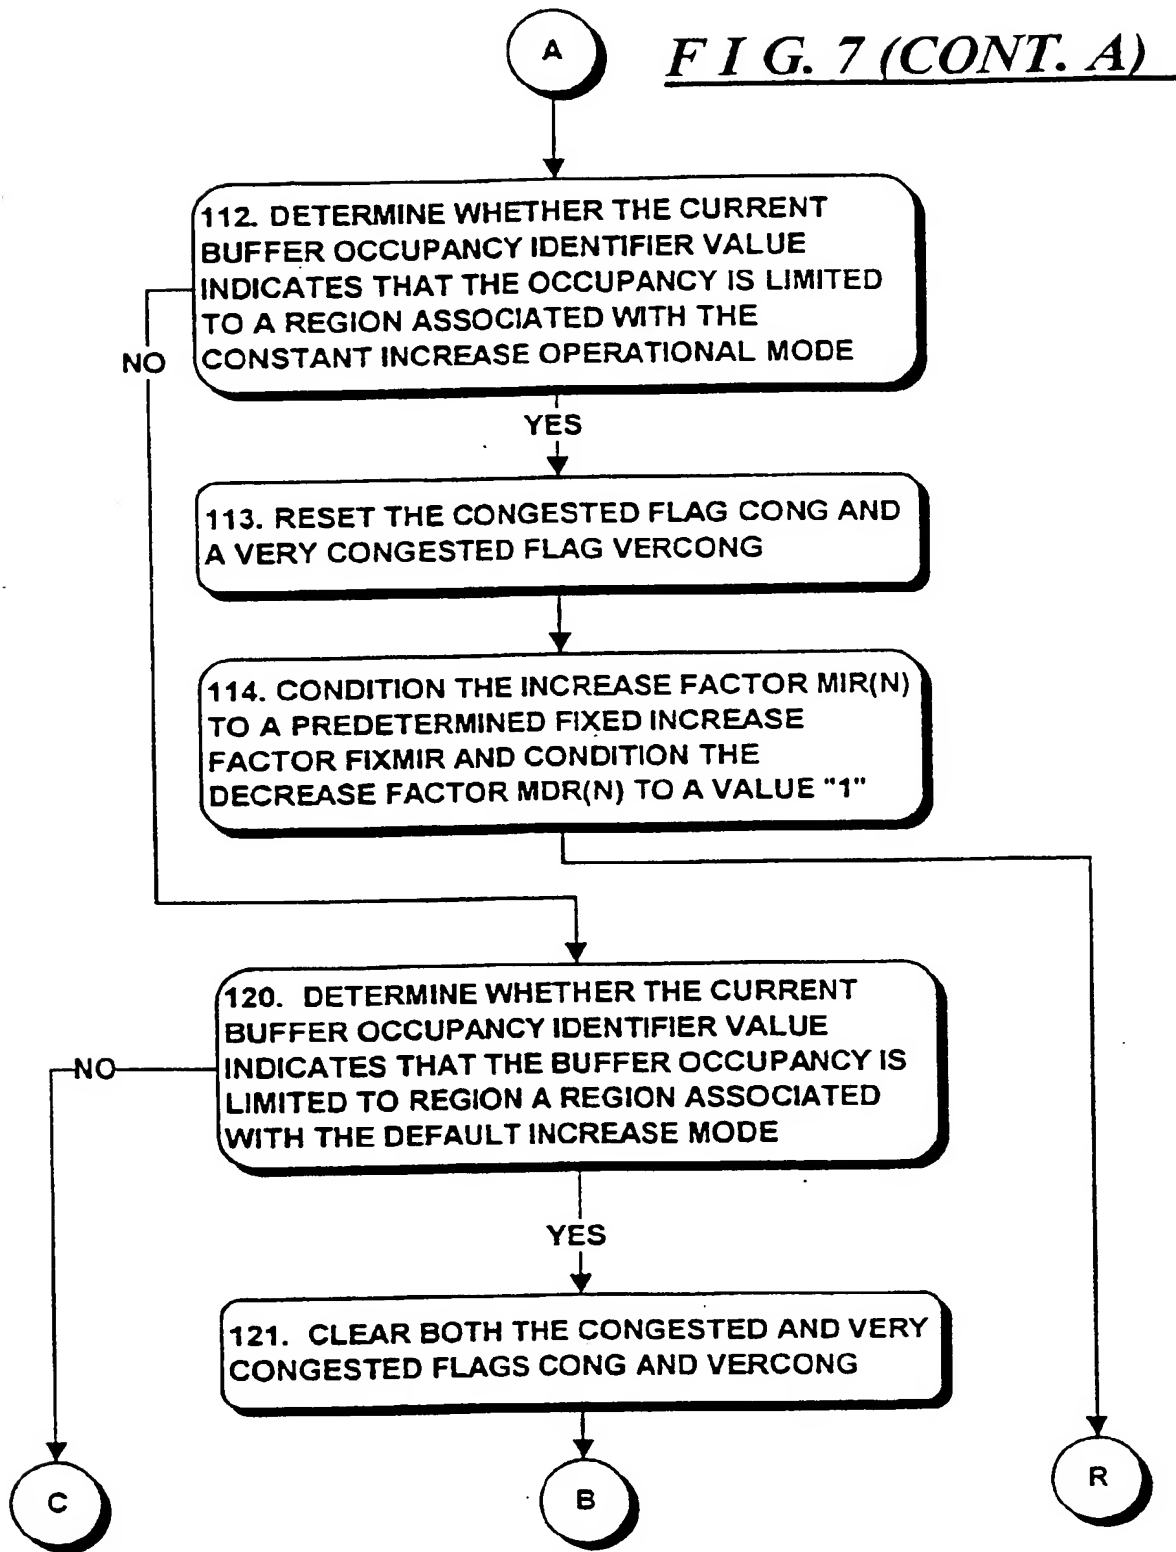 A
F I G. 7 (CONT. A)
112. DETERMINE WHETHER THE CURRENT
BUFFER OCCUPANCY IDENTIFIER VALUE
INDICATES THAT THE OCCUPANCY IS LIMITED
TO A REGION ASSOCIATED WITH THE
CONSTANT INCREASE OPERATIONAL MODE
NO
YES
113. RESET THE CONGESTED FLAG CONG AND
A VERY CONGESTED FLAG VERCONG
114. CONDITION THE INCREASE FACTOR MIR(N)
TO A PREDETERMINED FIXED INCREASE
FACTOR FIXMIR AND CONDITION THE
DECREASE FACTOR MDR(N) TO A VALUE "1"
120. DETERMINE WHETHER THE CURRENT
BUFFER OCCUPANCY IDENTIFIER VALUE
INDICATES THAT THE BUFFER OCCUPANCY IS
LIMITED TO REGION A REGION ASSOCIATED
WITH THE DEFAULT INCREASE MODE
NO
YES
121. CLEAR BOTH THE CONGESTED AND VERY
CONGESTED FLAGS CONG AND VERCONG
C
B
R